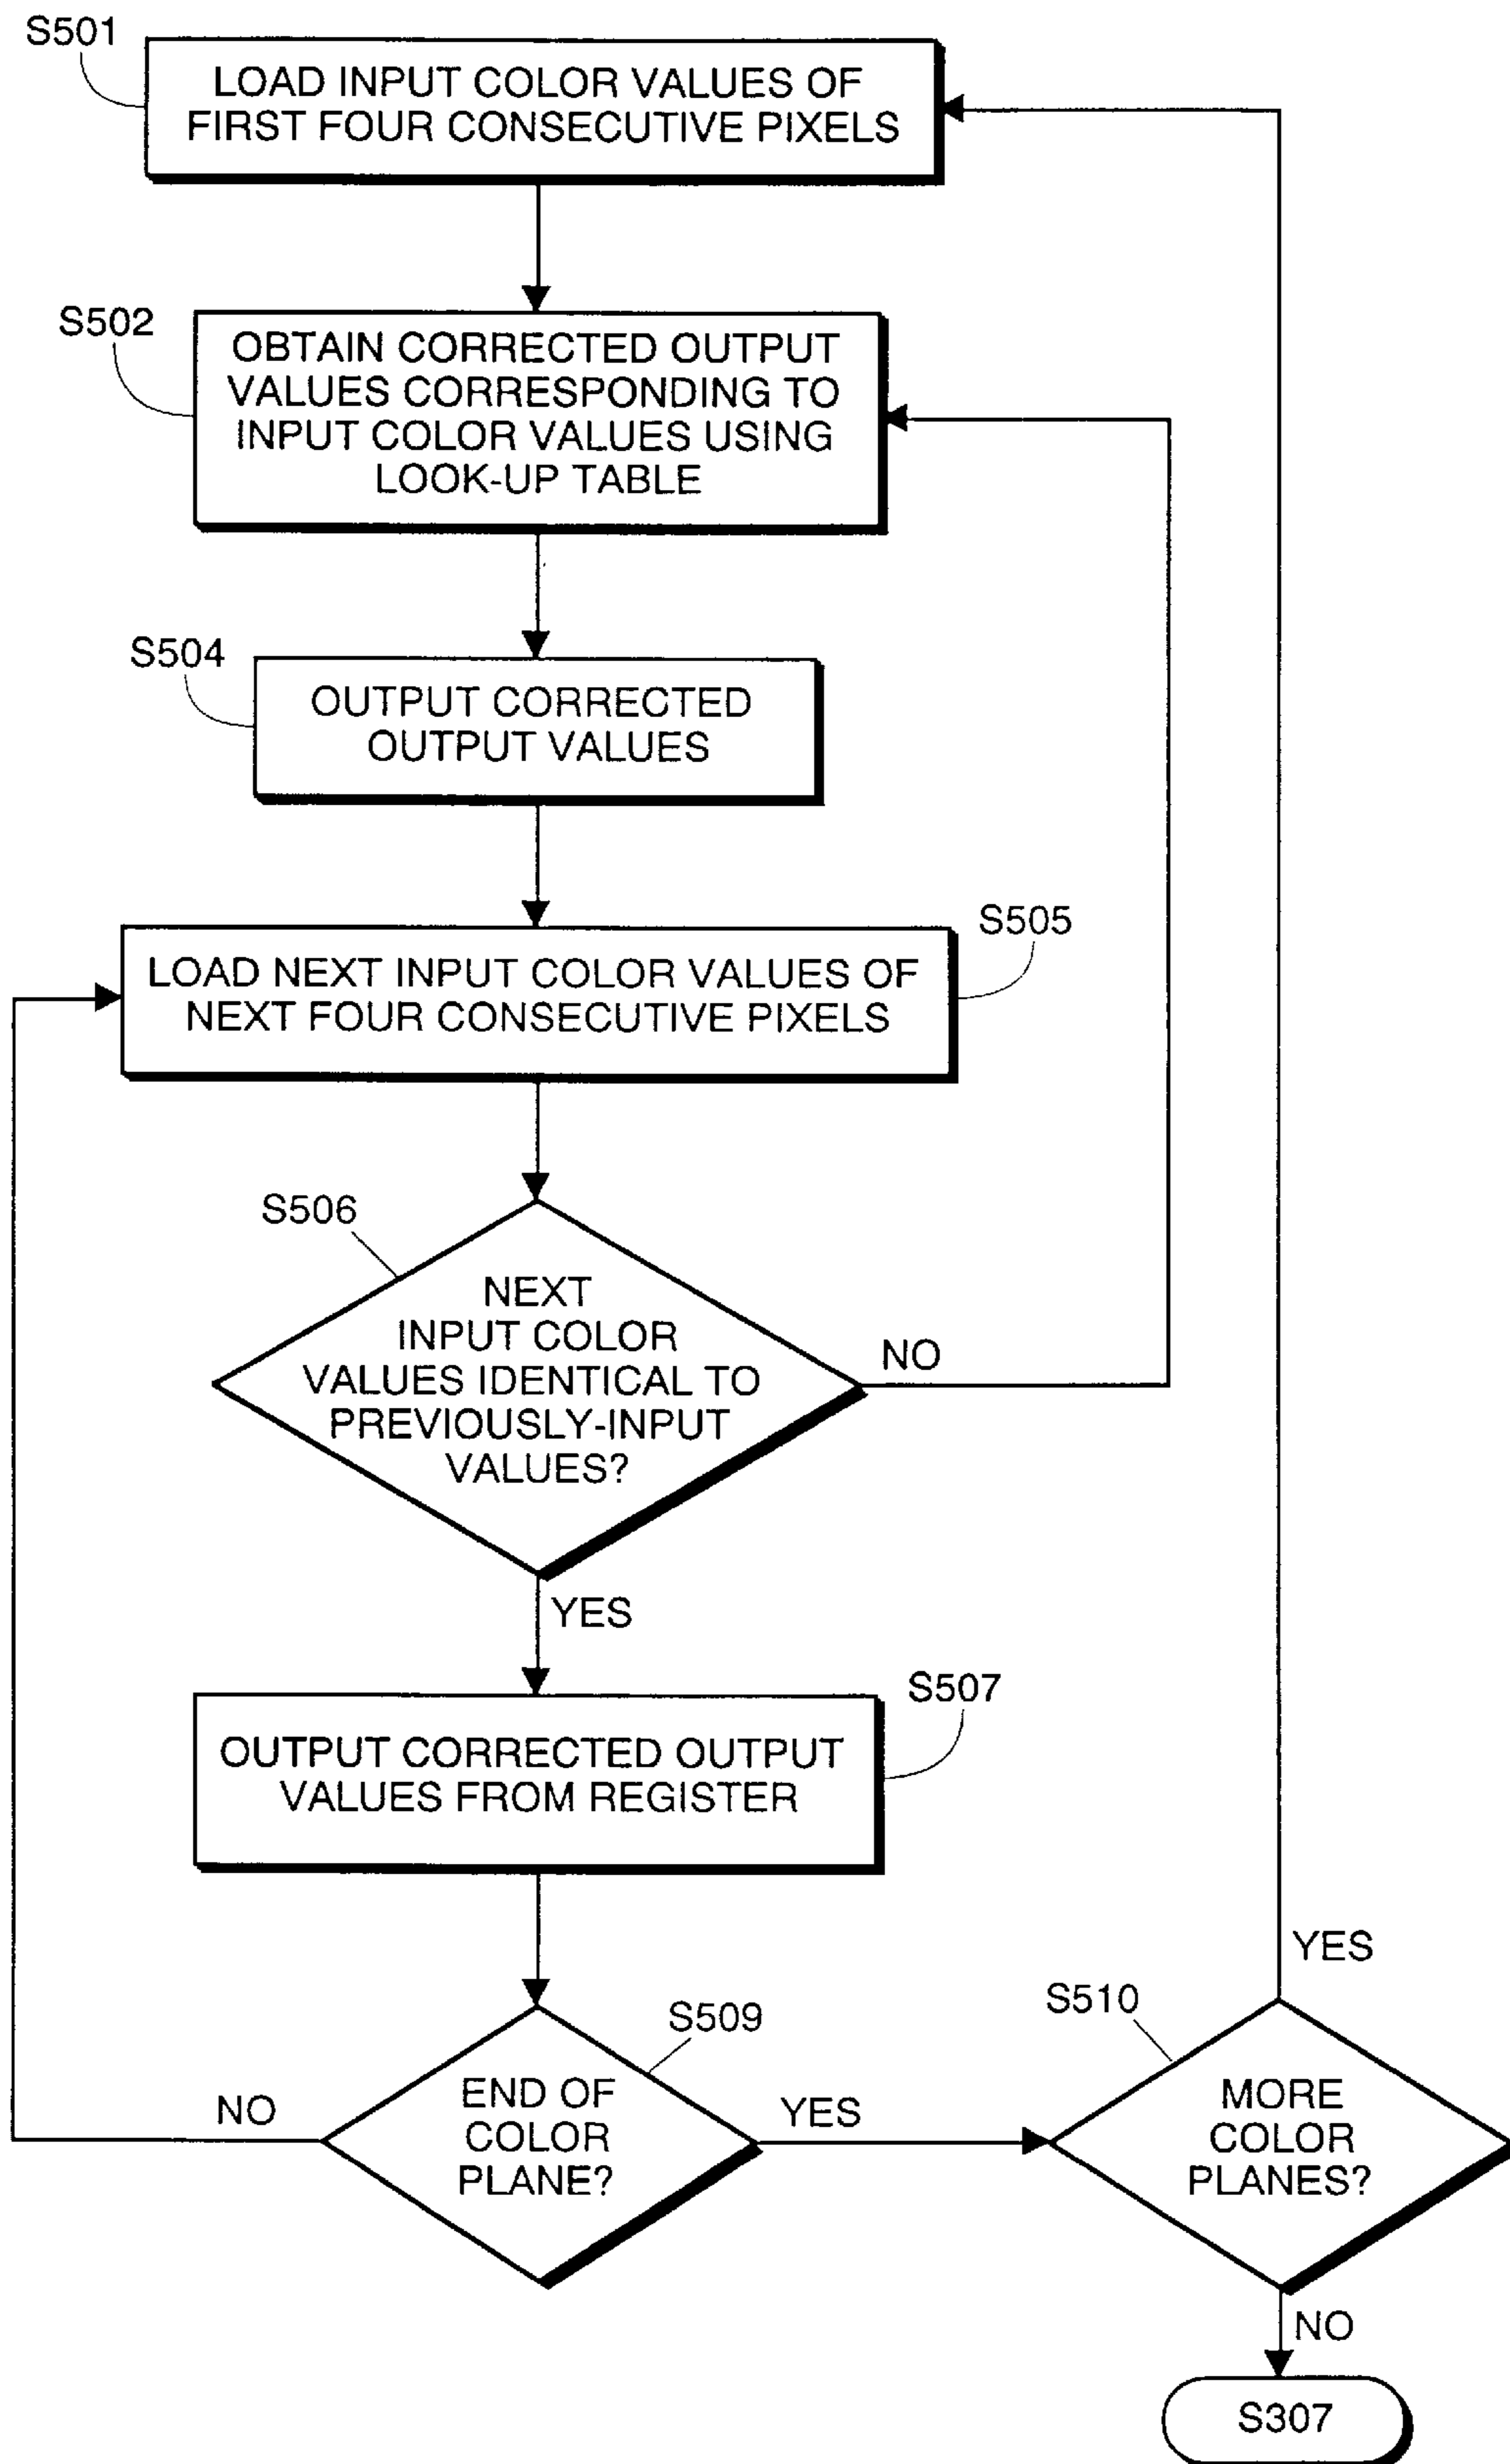 S501
LOAD INPUT COLOR VALUES OF
FIRST FOUR CONSECUTIVE PIXELS
S502
OBTAIN CORRECTED OUTPUT
VALUES CORRESPONDING TO
INPUT COLOR VALUES USING
LOOK-UP TABLE
S504
OUTPUT CORRECTED
OUTPUT VALUES
S505
LOAD NEXT INPUT COLOR VALUES OF
NEXT FOUR CONSECUTIVE PIXELS
S506
NEXT
INPUT COLOR
VALUES IDENTICAL TO
PREVIOUSLY-INPUT
VALUES?
NO
YES
S507
OUTPUT CORRECTED OUTPUT
VALUES FROM REGISTER
S509
END OF
COLOR
PLANE?
NO
YES
S510
MORE
COLOR
PLANES?
YES
NO
S307